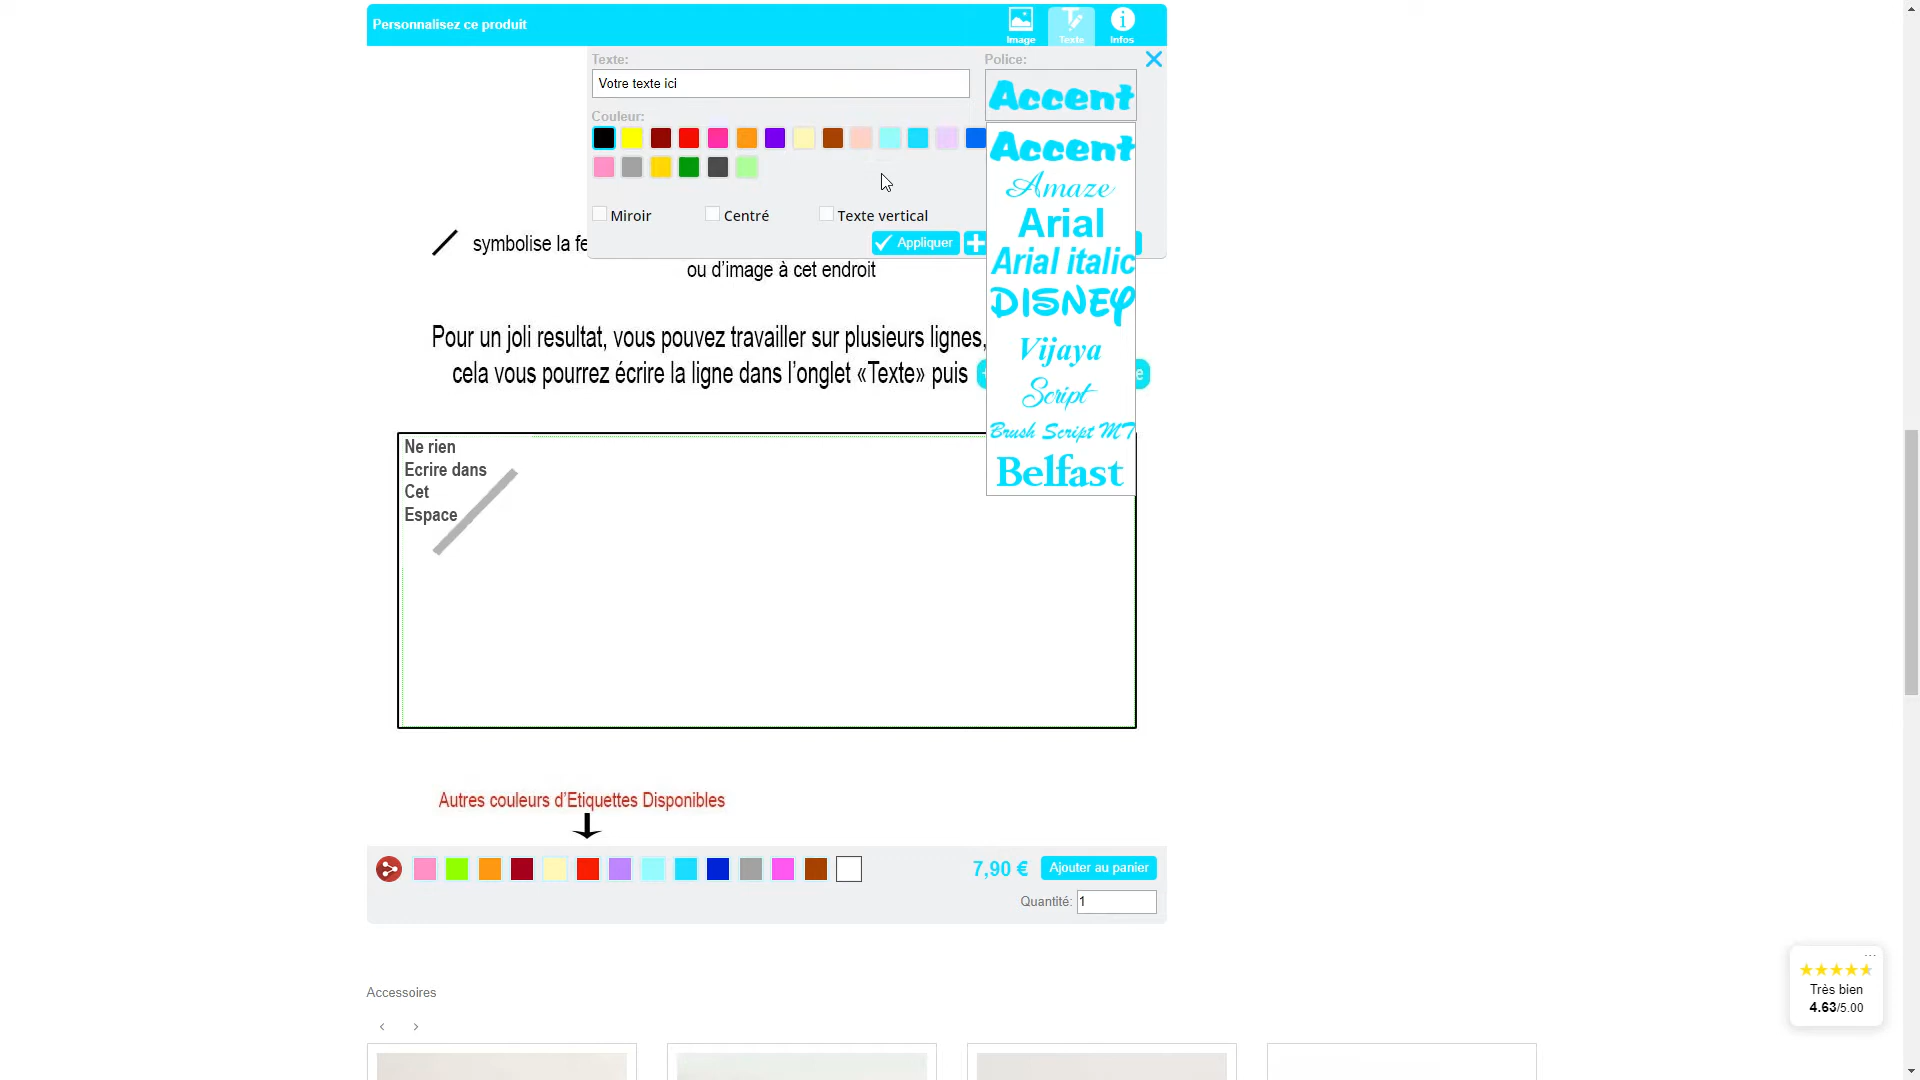 Personnalisez ce produit
Image
Texte
Infos
Texte:
Police:
Votre texte ici
Accent
Couleur:
Accent
Amaze
Arial
Arial italic
DISNEY
Vijaya
Script
Brush Script MT
Belfast
Miroir
Centré
Texte vertical
Appliquer
symbolise la fe
ou d’image à cet endroit
Pour un joli resultat, vous pouvez travailler sur plusieurs lignes,
cela vous pourrez écrire la ligne dans l’onglet «Texte» puis
e
Ne rien
Ecrire dans
Cet
Espace
Autres couleurs d’Etiquettes Disponibles
7,90 €
Ajouter au panier
Quantité:
1
Accessoires
Très bien
4.63/5.00